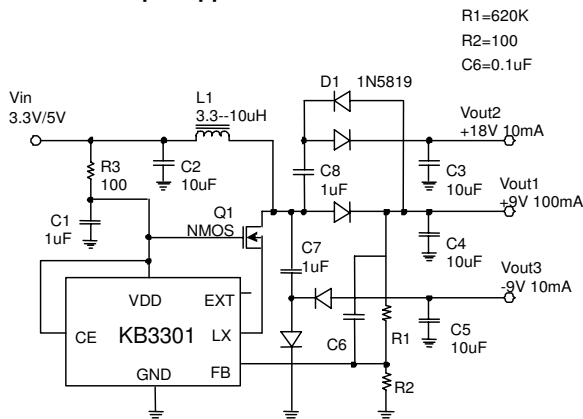 R1=620K
R2=100
C6=0.1uF
D1 1N5819
Vin
3.3V/5V
L1
3.3--10uH
Vout2
+18V 10mA
R3
100
C2
10uF
C8
1uF
C3
10uF
Vout1
+9V 100mA
C1
1uF
Q1
NMOS
C7
1uF
C4
10uF
Vout3
-9V 10mA
VDD
EXT
CE
KB3301
LX
C6
R1
C5
10uF
GND
FB
R2